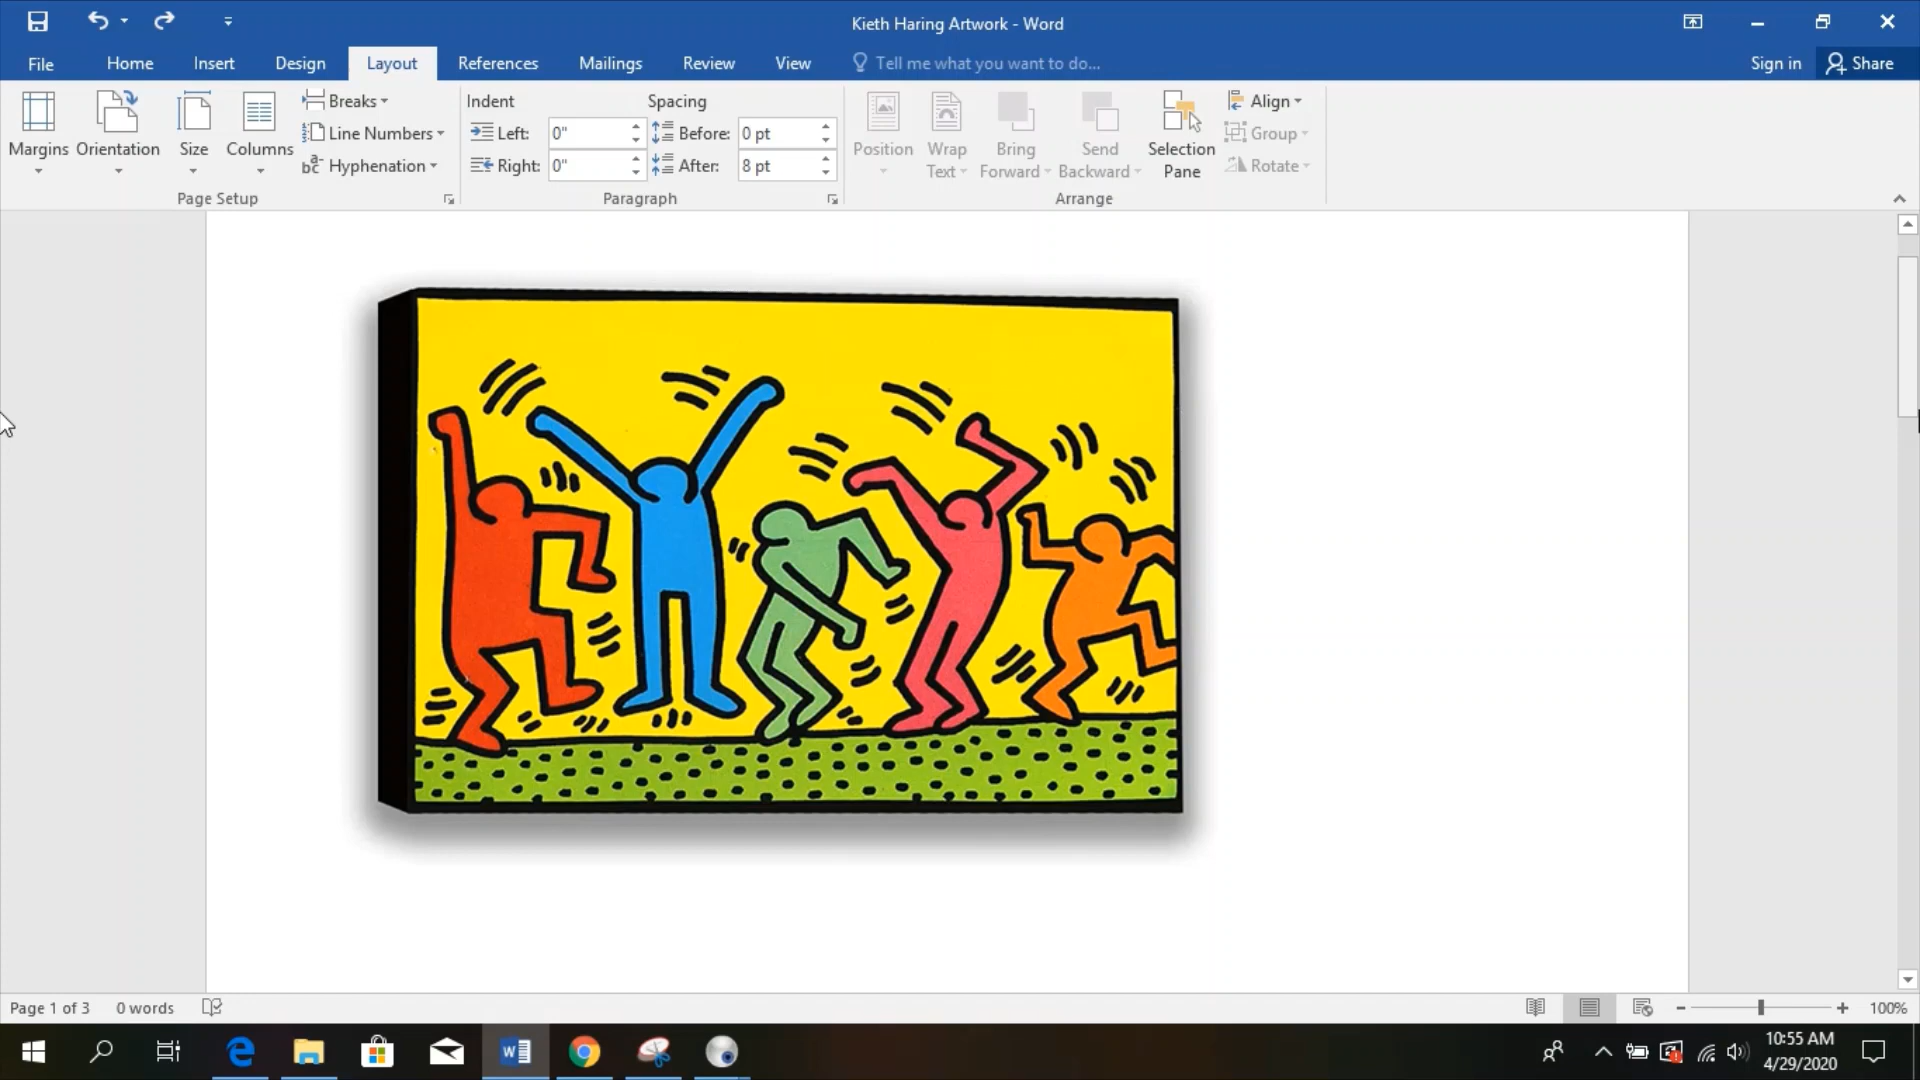 Kieth Haring Artwork - Word
File Home Insert Design Layout References Mailings Review View Tell me what you want to do... Sign in Share
Margins Orientation Size Columns
Breaks
Line Numbers
Hyphenation
Page Setup
Indent Spacing
Left: 0" Before: 0 pt
Right: 0" After: 8 pt
Paragraph
Position Wrap Text Bring Forward Send Backward Selection Pane
Align
Group
Rotate
Arrange
Page 1 of 3 0 words 100%
10:55 AM
4/29/2020